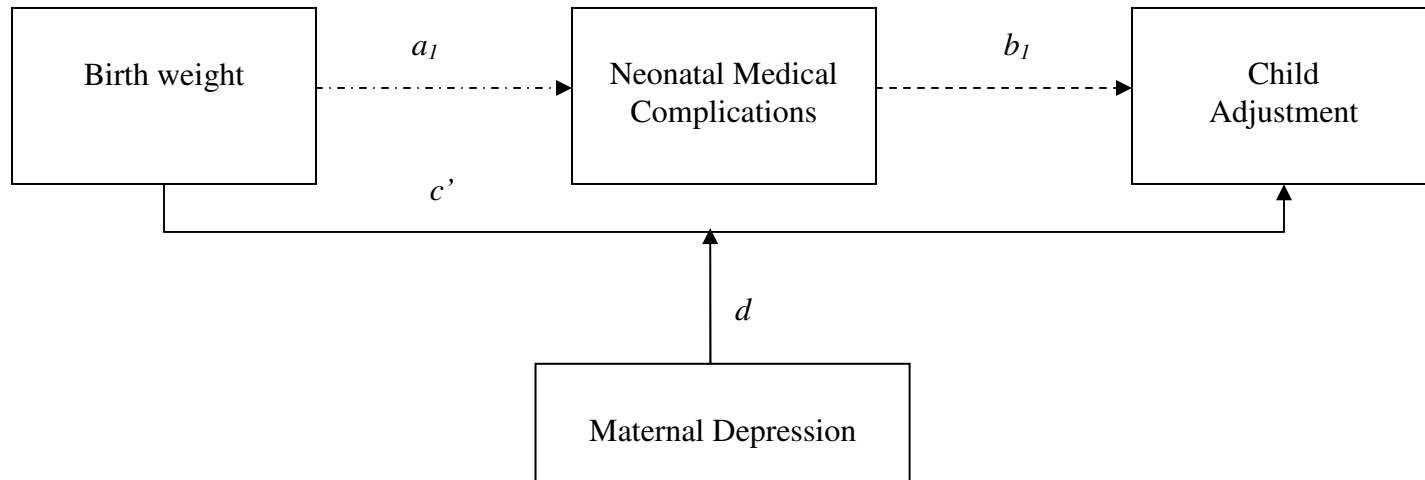 Birth weight
a1
Neonatal Medical
Complications
b1
Child
Adjustment
c’
d
Maternal Depression